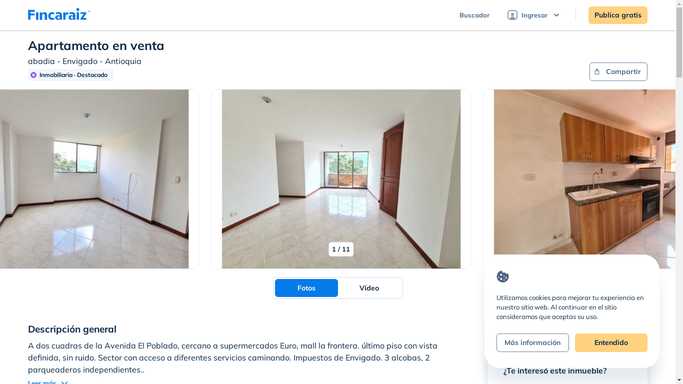 Fincaraiz
Buscador
Ingresar
Publica gratis
Apartamento en venta
abadia - Envigado - Antioquia
Inmobiliaria - Destacado
Compartir
1 / 11
Fotos
Video
Utilizamos cookies para mejorar tu experiencia en
nuestro sitio web. Al continuar en el sitio
consideramos que aceptas su uso.
Más información
Entendido
Descripción general
A dos cuadras de la Avenida El Poblado, cercano a supermercados Euro, mall la frontera. último piso con vista
definida, sin ruido. Sector con acceso a diferentes servicios caminando. Impuestos de Envigado. 3 alcobas, 2
parqueaderos independientes..
Leer más
¿Te interesó este inmueble?